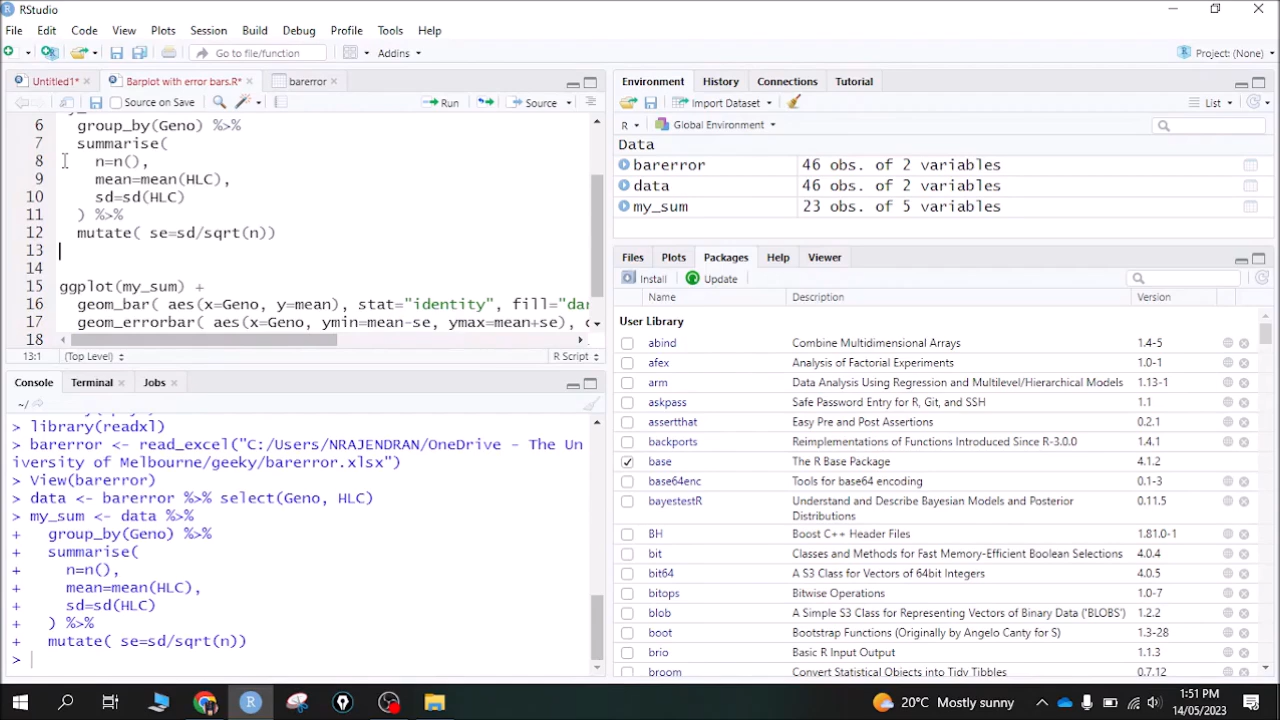 RStudio
File Edit Code View Plots Session Build Debug Profile Tools Help
Go to file/function Addins Project: (None)
Untitled1* Barplot with error bars.R* barerror
Source on Save Run Source
6 group_by(Geno) %>%
7 summarise(
8 n=n(),
9 mean=mean(HLC),
10 sd=sd(HLC)
11 ) %>%
12 mutate( se=sd/sqrt(n))
13
14
15 ggplot(my_sum) +
16 geom_bar( aes(x=Geno, y=mean), stat="identity", fill="dar
17 geom_errorbar( aes(x=Geno, ymin=mean-se, ymax=mean+se), c
18
13:1 (Top Level) R Script
Console Terminal Jobs
~/
> library(readxl)
> barerror <- read_excel("C:/Users/NRAJENDRAN/OneDrive - The Un
iversity of Melbourne/geeky/barerror.xlsx")
> View(barerror)
> data <- barerror %>% select(Geno, HLC)
> my_sum <- data %>%
+ group_by(Geno) %>%
+ summarise(
+ n=n(),
+ mean=mean(HLC),
+ sd=sd(HLC)
+ ) %>%
+ mutate( se=sd/sqrt(n))
>
Environment History Connections Tutorial
Import Dataset List
R Global Environment
Data
barerror 46 obs. of 2 variables
data 46 obs. of 2 variables
my_sum 23 obs. of 5 variables
Files Plots Packages Help Viewer
Install Update
Name Description Version
User Library
abind Combine Multidimensional Arrays 1.4-5
afex Analysis of Factorial Experiments 1.0-1
arm Data Analysis Using Regression and Multilevel/Hierarchical Models 1.13-1
askpass Safe Password Entry for R, Git, and SSH 1.1
assertthat Easy Pre and Post Assertions 0.2.1
backports Reimplementations of Functions Introduced Since R-3.0.0 1.4.1
base The R Base Package 4.1.2
base64enc Tools for base64 encoding 0.1-3
bayestestR Understand and Describe Bayesian Models and Posterior 0.11.5
Distributions
BH Boost C++ Header Files 1.81.0-1
bit Classes and Methods for Fast Memory-Efficient Boolean Selections 4.0.4
bit64 A S3 Class for Vectors of 64bit Integers 4.0.5
bitops Bitwise Operations 1.0-7
blob A Simple S3 Class for Representing Vectors of Binary Data ('BLOBS') 1.2.2
boot Bootstrap Functions (Originally by Angelo Canty for S) 1.3-28
brio Basic R Input Output 1.1.3
broom Convert Statistical Objects into Tidy Tibbles 0.7.12
20°C Mostly sunny 1:51 PM
14/05/2023